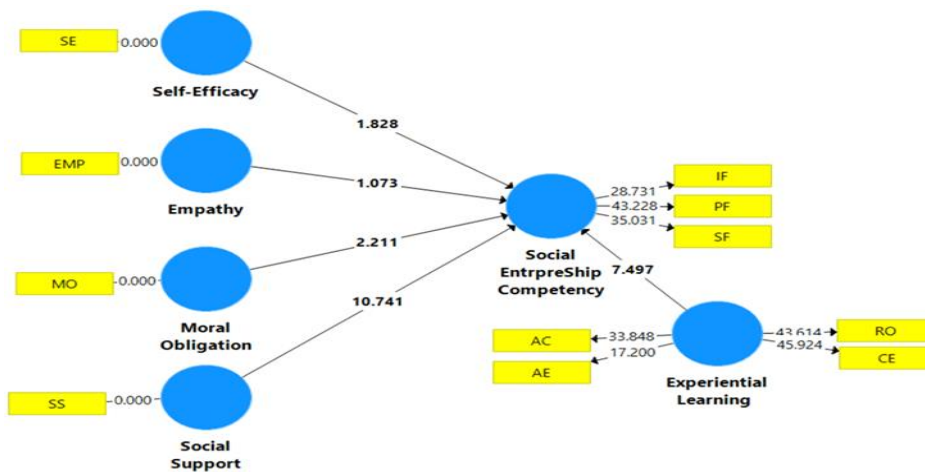 SE
0.000
Self-Efficacy
1.828
EMP
0.000
Empathy
1.073
MO
0.000
Moral
Obligation
2.211
SS
0.000
Social
Support
10.741
Social
EntrpreShip
Competency
28.731
IF
43.228
PF
35.031
SF
7.497
AC
33.848
AE
17.200
Experiential
Learning
43.614
RO
45.924
CE